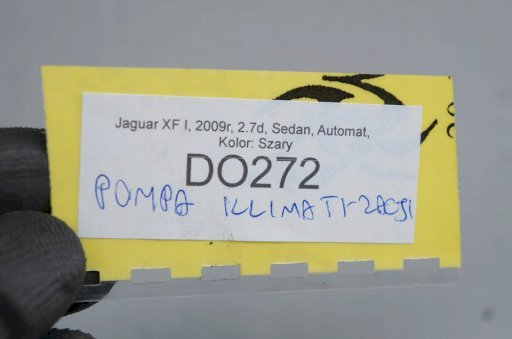 Jaguar XF I, 2009r, 2.7d, Sedan, Automat,
Kolor: Szary
DO272
POMPA KLIMATYZACJI